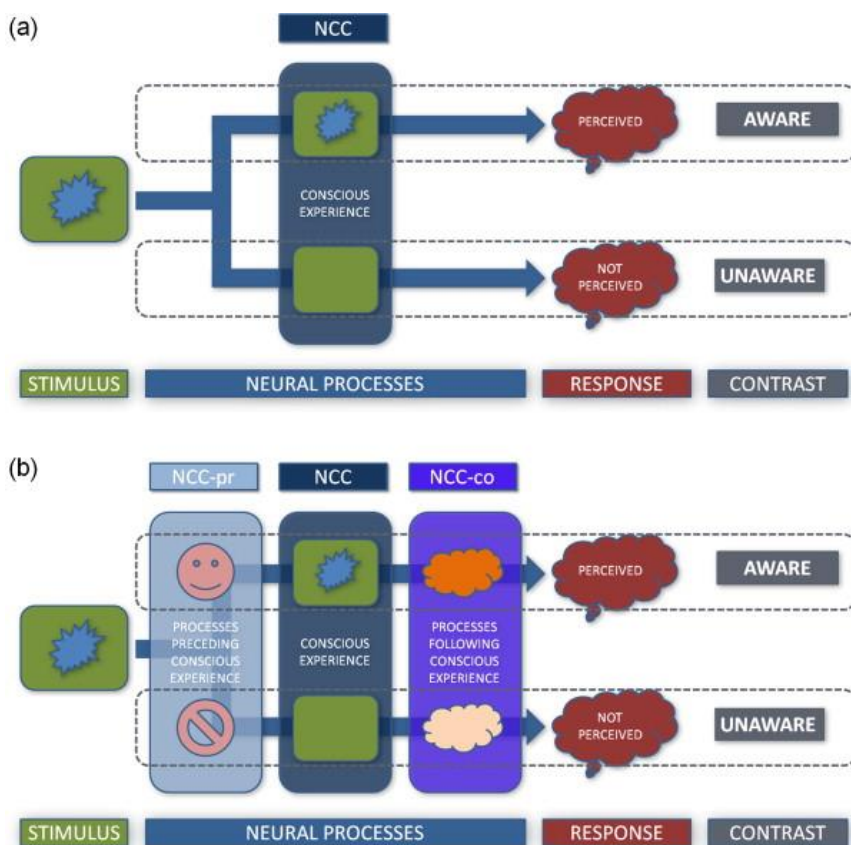 (a)
NCC
PERCEIVED
AWARE
CONSCIOUS
EXPERIENCE
NOT
PERCEIVED
UNAWARE
STIMULUS
NEURAL PROCESSES
RESPONSE
CONTRAST
(b)
NCC-pr
NCC
NCC-co
PERCEIVED
AWARE
PROCESSES
PRECEDING
CONSCIOUS
EXPERIENCE
CONSCIOUS
EXPERIENCE
PROCESSES
FOLLOWING
CONSCIOUS
EXPERIENCE
NOT
PERCEIVED
UNAWARE
STIMULUS
NEURAL PROCESSES
RESPONSE
CONTRAST